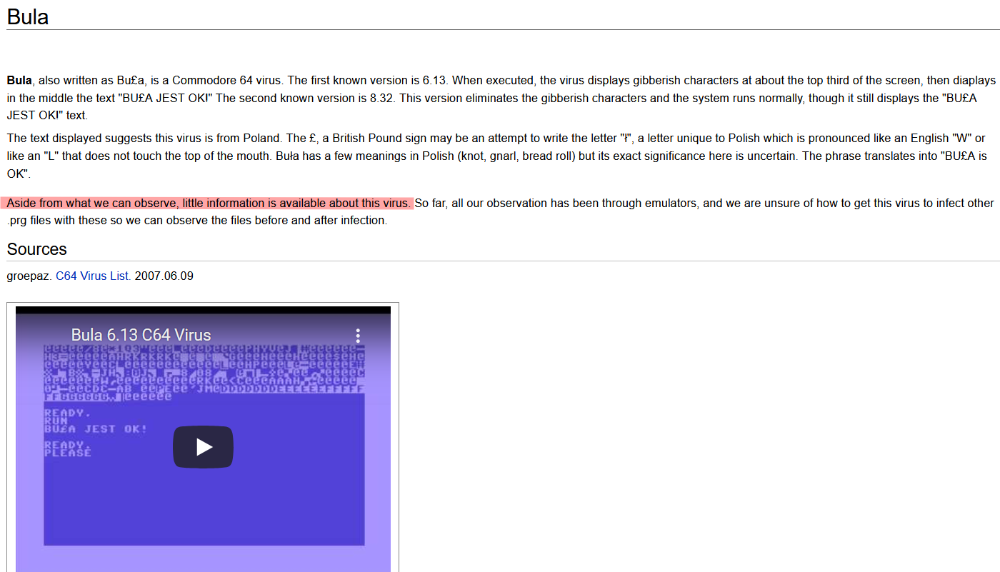 Bula
Bula, also written as Bu£a, is a Commodore 64 virus. The first known version is 6.13. When executed, the virus displays gibberish characters at about the top third of the screen, then diaplays
in the middle the text "BU£A JEST OK!" The second known version is 8.32. This version eliminates the gibberish characters and the system runs normally, though it still displays the "BU£A
JEST OK!" text.
The text displayed suggests this virus is from Poland. The £, a British Pound sign may be an attempt to write the letter "ł", a letter unique to Polish which is pronounced like an English "W" or
like an "L" that does not touch the top of the mouth. Buła has a few meanings in Polish (knot, gnarl, bread roll) but its exact significance here is uncertain. The phrase translates into "BU£A is
OK".
Aside from what we can observe, little information is available about this virus. So far, all our observation has been through emulators, and we are unsure of how to get this virus to infect other
.prg files with these so we can observe the files before and after infection.
Sources
groepaz. C64 Virus List. 2007.06.09
Bula 6.13 C64 Virus
READY.
RUN
BU£A JEST OK!
READY.
PLEASE